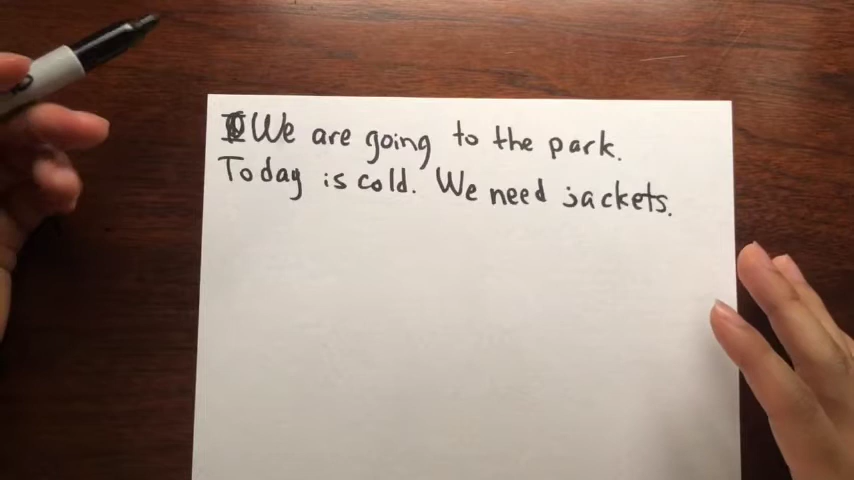 We are going to the park.
Today is cold. We need jackets.